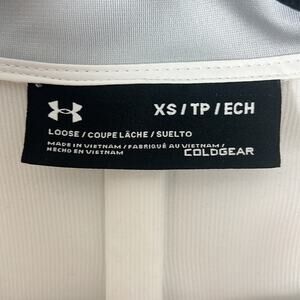 XS / TP / ECH
LOOSE / COUPE LÂCHE / SUELTO
MADE IN VIETNAM / FABRIQUÉ AU VIETNAM /
HECHO EN VIETNAM
COLDGEAR